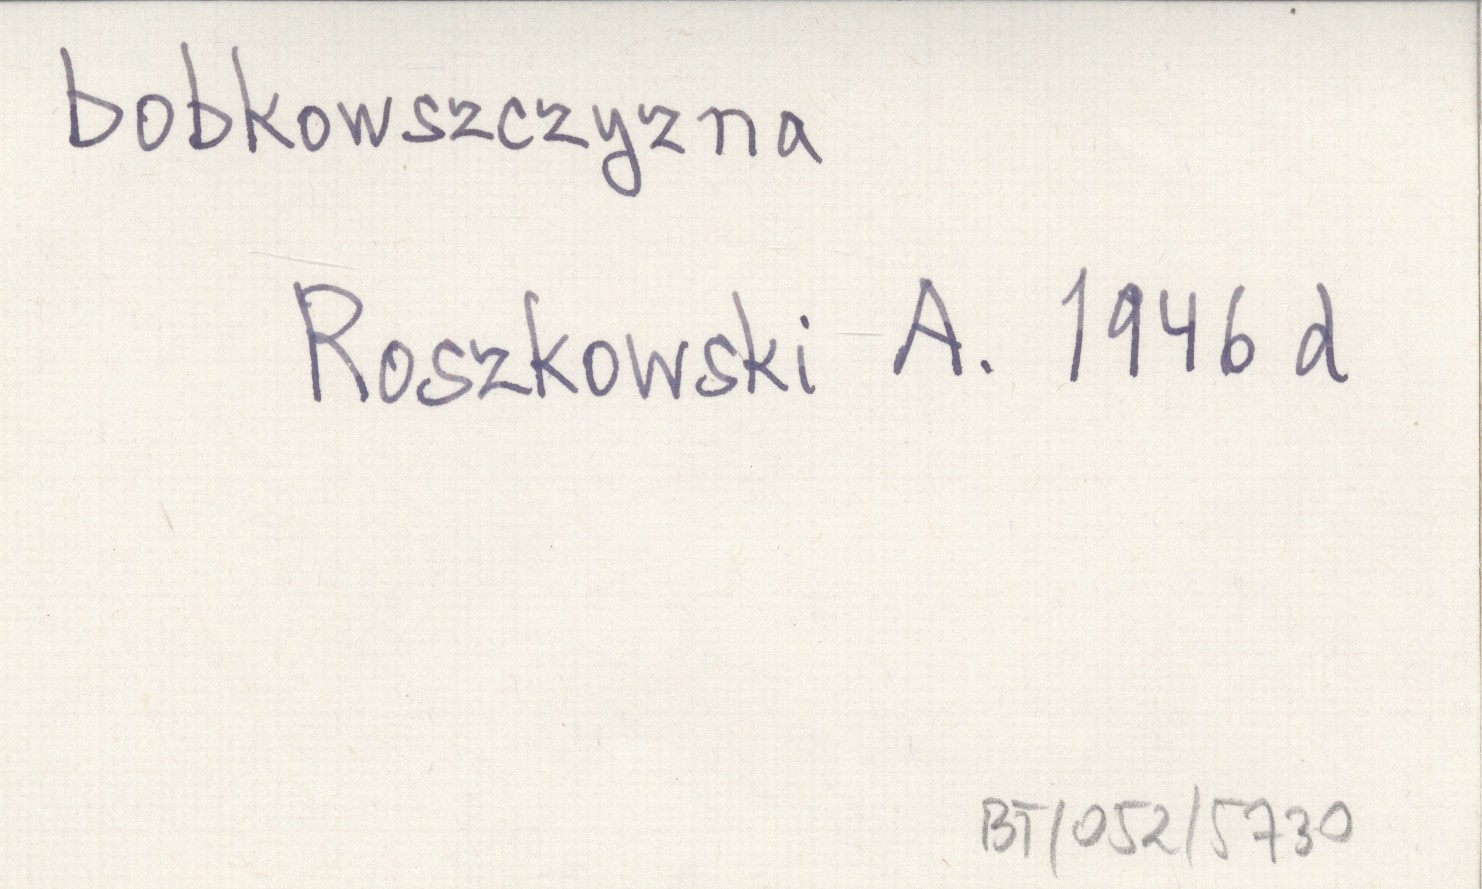 bobkowszczyzna
Roszkowski A. 1946 d
BT/052/5730